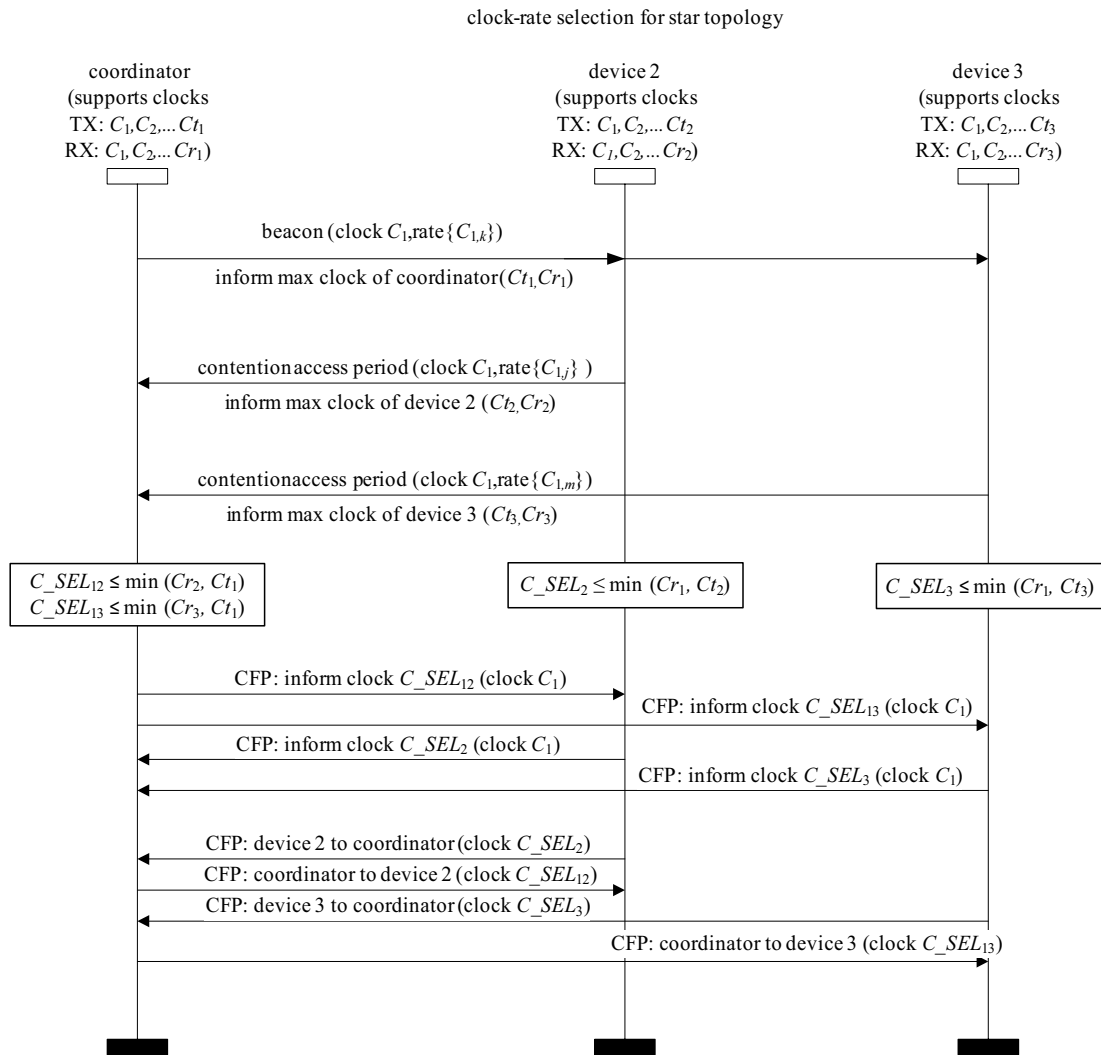 clock-rate selection for star topology
coordinator
(supports clocks
TX: C₁,C₂,... Ct₁
RX: C₁,C₂,... Cr₁)
device 2
(supports clocks
TX: C₁,C₂,... Ct₂
RX: C₁,C₂,... Cr₂)
device 3
(supports clocks
TX: C₁,C₂,... Ct₃
RX: C₁,C₂,... Cr₃)
beacon (clock C₁,rate{C₁,k})
inform max clock of coordinator(Ct₁,Cr₁)
contention access period (clock C₁,rate{C₁,j} )
inform max clock of device 2 (Ct₂,Cr₂)
contention access period (clock C₁,rate{C₁,m})
inform max clock of device 3 (Ct₃,Cr₃)
C_SEL₁₂ ≤ min (Cr₂, Ct₁)
C_SEL₁₃ ≤ min (Cr₃, Ct₁)
C_SEL₂ ≤ min (Cr₁, Ct₂)
C_SEL₃ ≤ min (Cr₁, Ct₃)
CFP: inform clock C_SEL₁₂ (clock C₁)
CFP: inform clock C_SEL₁₃ (clock C₁)
CFP: inform clock C_SEL₂ (clock C₁)
CFP: inform clock C_SEL₃ (clock C₁)
CFP: device 2 to coordinator (clock C_SEL₂)
CFP: coordinator to device 2 (clock C_SEL₁₂)
CFP: device 3 to coordinator (clock C_SEL₃)
CFP: coordinator to device 3 (clock C_SEL₁₃)